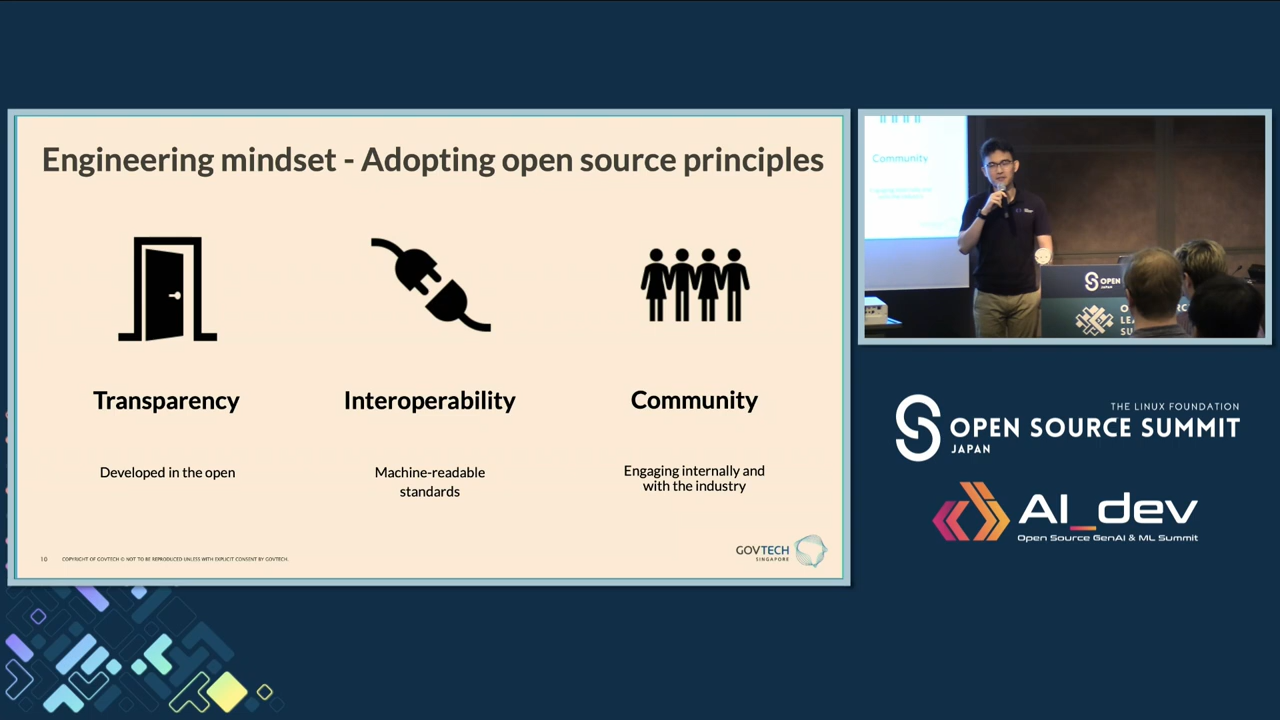 Engineering mindset - Adopting open source principles
Transparency
Interoperability
Community
Developed in the open
Machine-readable
standards
Engaging internally and
with the industry
10
COPYRIGHT OF GOVTECH © NOT TO BE REPRODUCED UNLESS WITH EXPLICIT CONSENT BY GOVTECH.
GOVTECH
SINGAPORE
Community
OPEN
JAPAN
THE LINUX FOUNDATION
OPEN SOURCE SUMMIT
JAPAN
AI_dev
Open Source GenAI & ML Summit